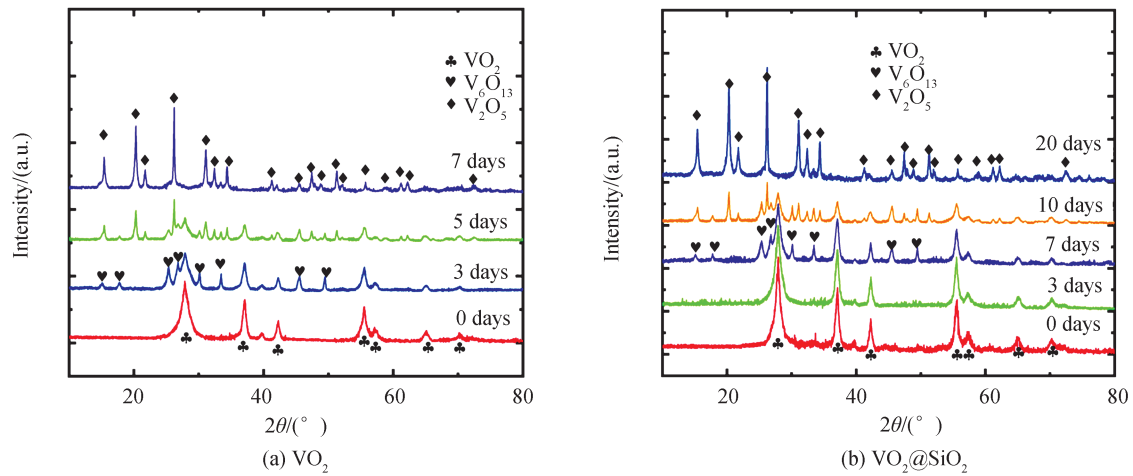 Intensity/(a.u.)
♣ VO₂
♥ V₆O₁₃
♦ V₂O₅
7 days
5 days
3 days
0 days
20 40 60 80
2θ/(°)
(a) VO₂
Intensity/(a.u.)
♣ VO₂
♥ V₆O₁₃
♦ V₂O₅
20 days
10 days
7 days
3 days
0 days
20 40 60 80
2θ/(°)
(b) VO₂@SiO₂